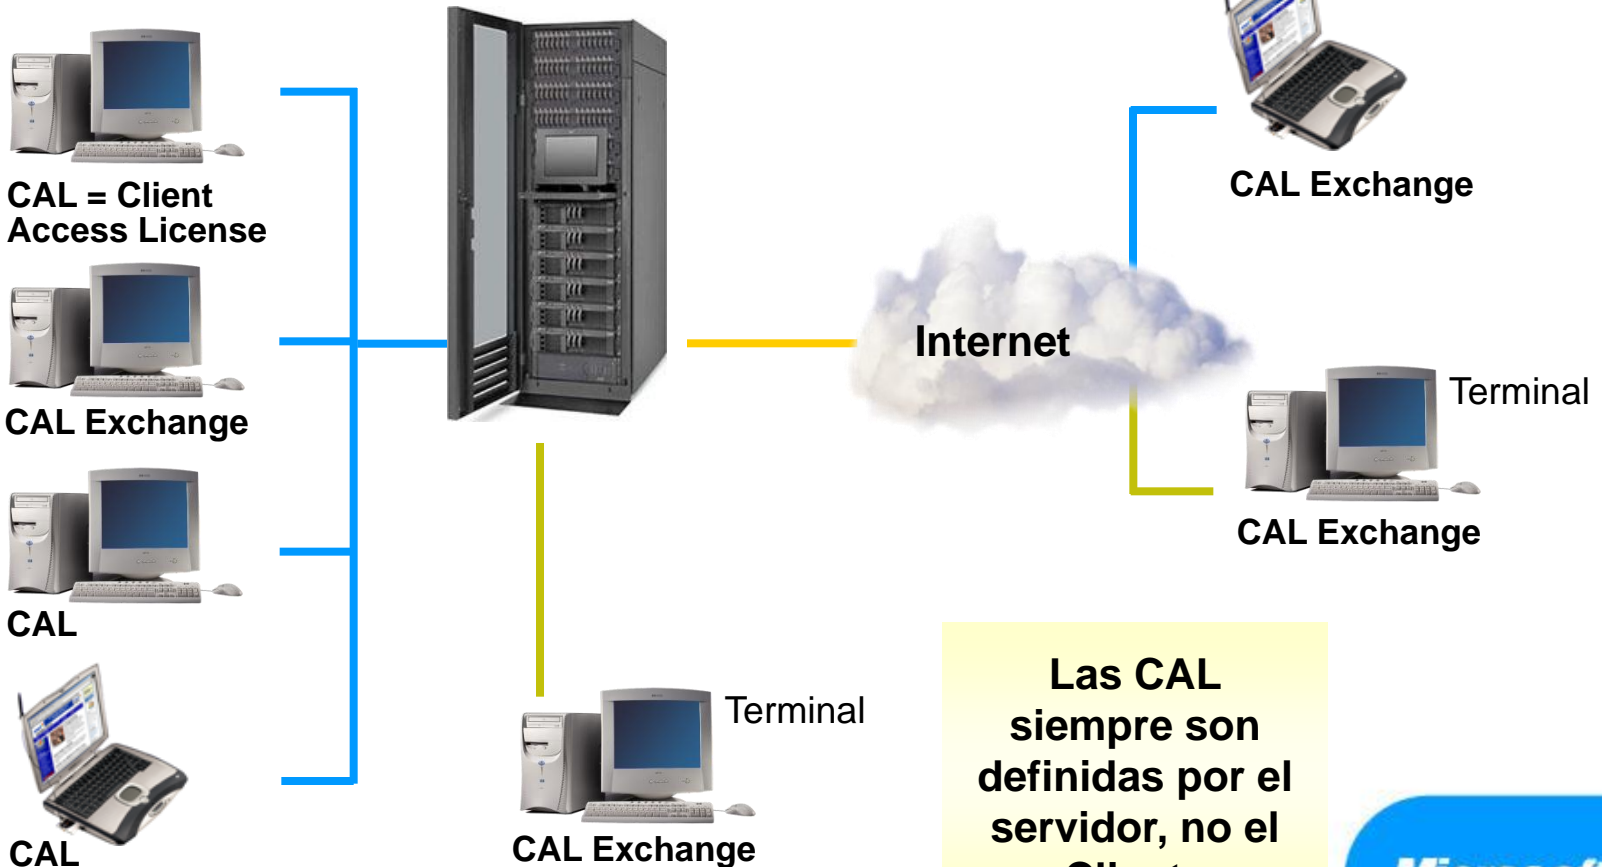 CAL = Client
Access License
CAL Exchange
CAL
CAL
Terminal
CAL Exchange
Internet
CAL Exchange
Terminal
CAL Exchange
Las CAL
siempre son
definidas por el
servidor, no el